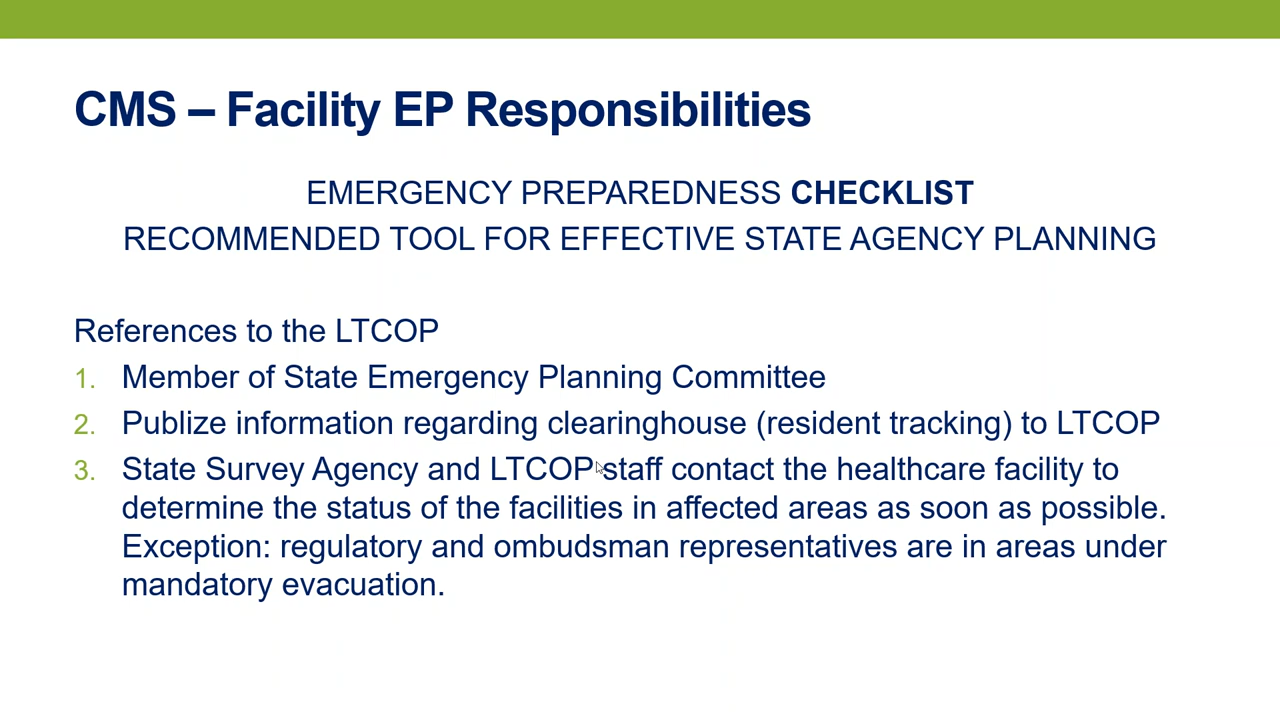 CMS – Facility EP Responsibilities
EMERGENCY PREPAREDNESS CHECKLIST
RECOMMENDED TOOL FOR EFFECTIVE STATE AGENCY PLANNING
References to the LTCOP
1. Member of State Emergency Planning Committee
2. Publize information regarding clearinghouse (resident tracking) to LTCOP
3. State Survey Agency and LTCOP staff contact the healthcare facility to
determine the status of the facilities in affected areas as soon as possible.
Exception: regulatory and ombudsman representatives are in areas under
mandatory evacuation.